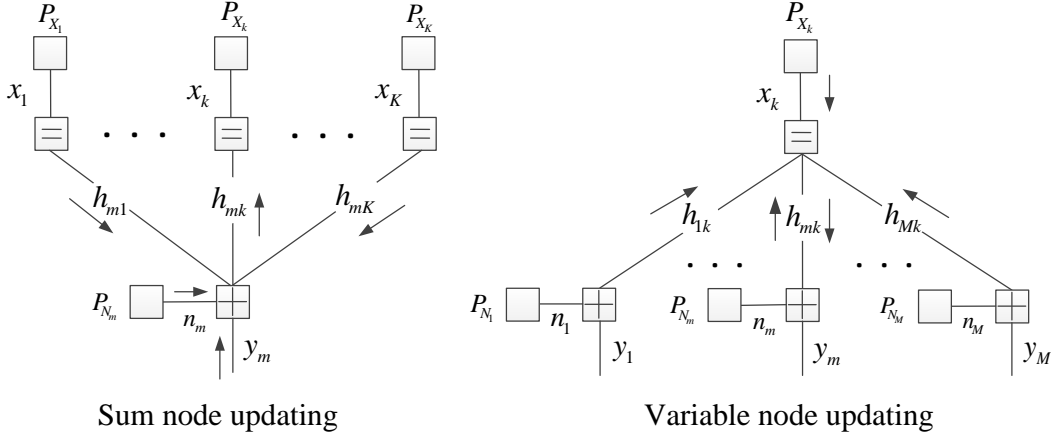 P_{X_1} P_{X_k} P_{X_K} P_{X_k}
x_1 x_k x_K x_k
= · · · = · · · = =
h_{m1} h_{mk} h_{mK} h_{1k} h_{mk} h_{Mk}
· · · · · ·
P_{N_m} n_m + P_{N_1} n_1 + P_{N_m} n_m + P_{N_M} n_M +
y_m y_1 y_m y_M
Sum node updating Variable node updating